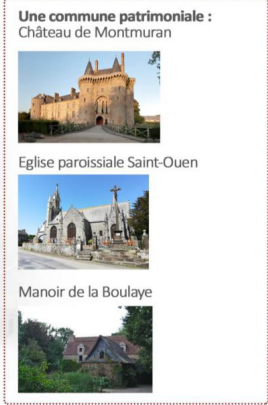 Une commune patrimoniale :
Château de Montmuran
Eglise paroissiale Saint-Ouen
Manoir de la Boulaye